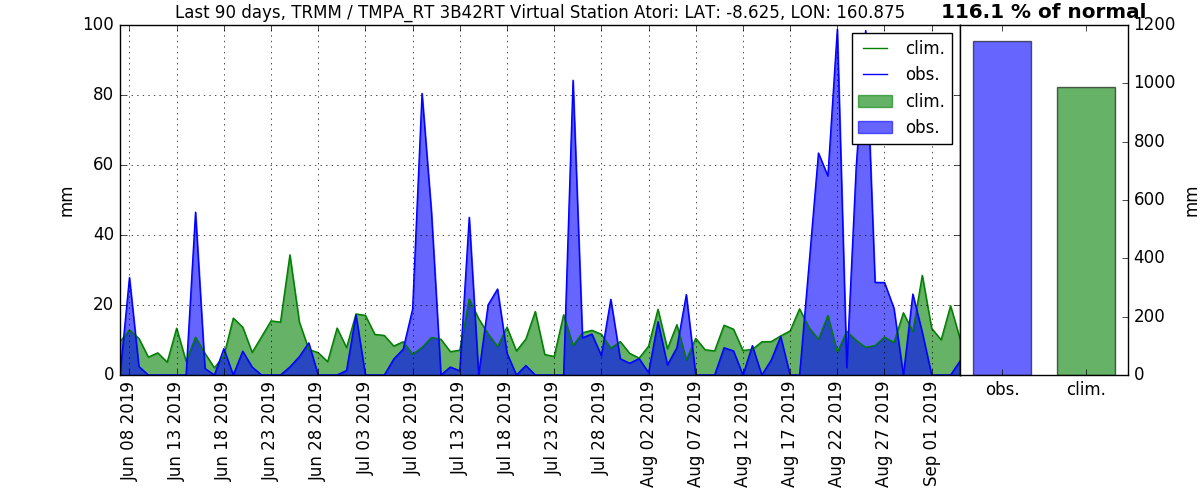 Last 90 days, TRMM / TMPA_RT 3B42RT Virtual Station Atori: LAT: -8.625, LON: 160.875
116.1 % of normal
100
80
60
40
20
0
mm
clim.
obs.
clim.
obs.
1200
1000
800
600
400
200
0
mm
Jun 08 2019
Jun 13 2019
Jun 18 2019
Jun 23 2019
Jun 28 2019
Jul 03 2019
Jul 08 2019
Jul 13 2019
Jul 18 2019
Jul 23 2019
Jul 28 2019
Aug 02 2019
Aug 07 2019
Aug 12 2019
Aug 17 2019
Aug 22 2019
Aug 27 2019
Sep 01 2019
obs.
clim.